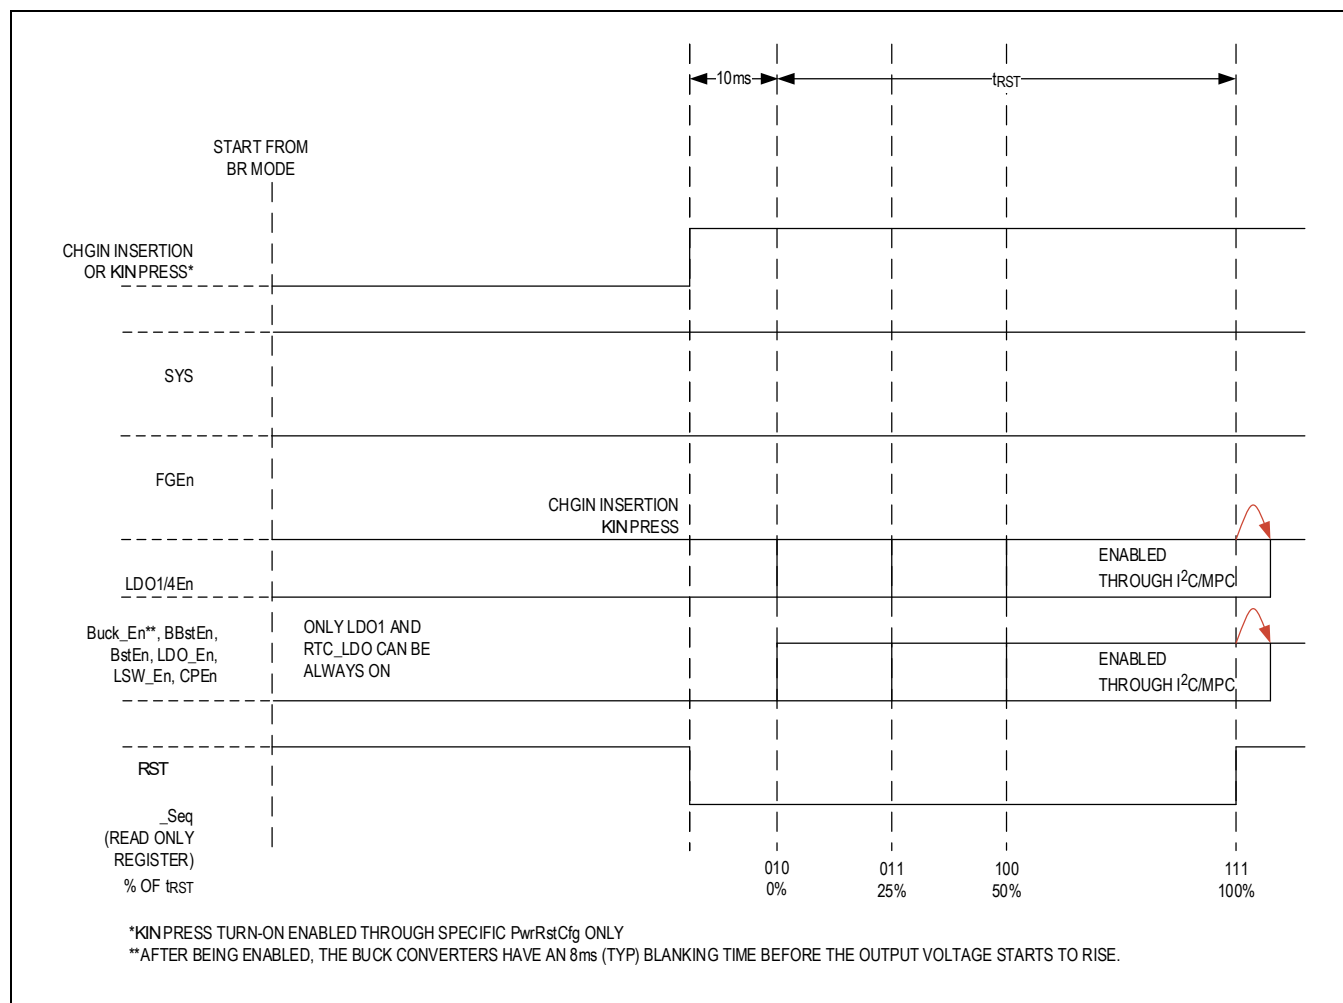 10ms
tRST
START FROM
BR MODE
CHGIN INSERTION
OR KIN PRESS*
SYS
FGEn
CHGIN INSERTION
KIN PRESS
LDO1/4En
ENABLED
THROUGH I2C/MPC
Buck_En**, BBstEn,
BstEn, LDO_En,
LSW_En, CPEn
ONLY LDO1 AND
RTC_LDO CAN BE
ALWAYS ON
ENABLED
THROUGH I2C/MPC
RST
_Seq
(READ ONLY
REGISTER)
% OF tRST
010 011 100 111
0% 25% 50% 100%
*KIN PRESS TURN-ON ENABLED THROUGH SPECIFIC PwrRstCfg ONLY
**AFTER BEING ENABLED, THE BUCK CONVERTERS HAVE AN 8ms (TYP) BLANKING TIME BEFORE THE OUTPUT VOLTAGE STARTS TO RISE.